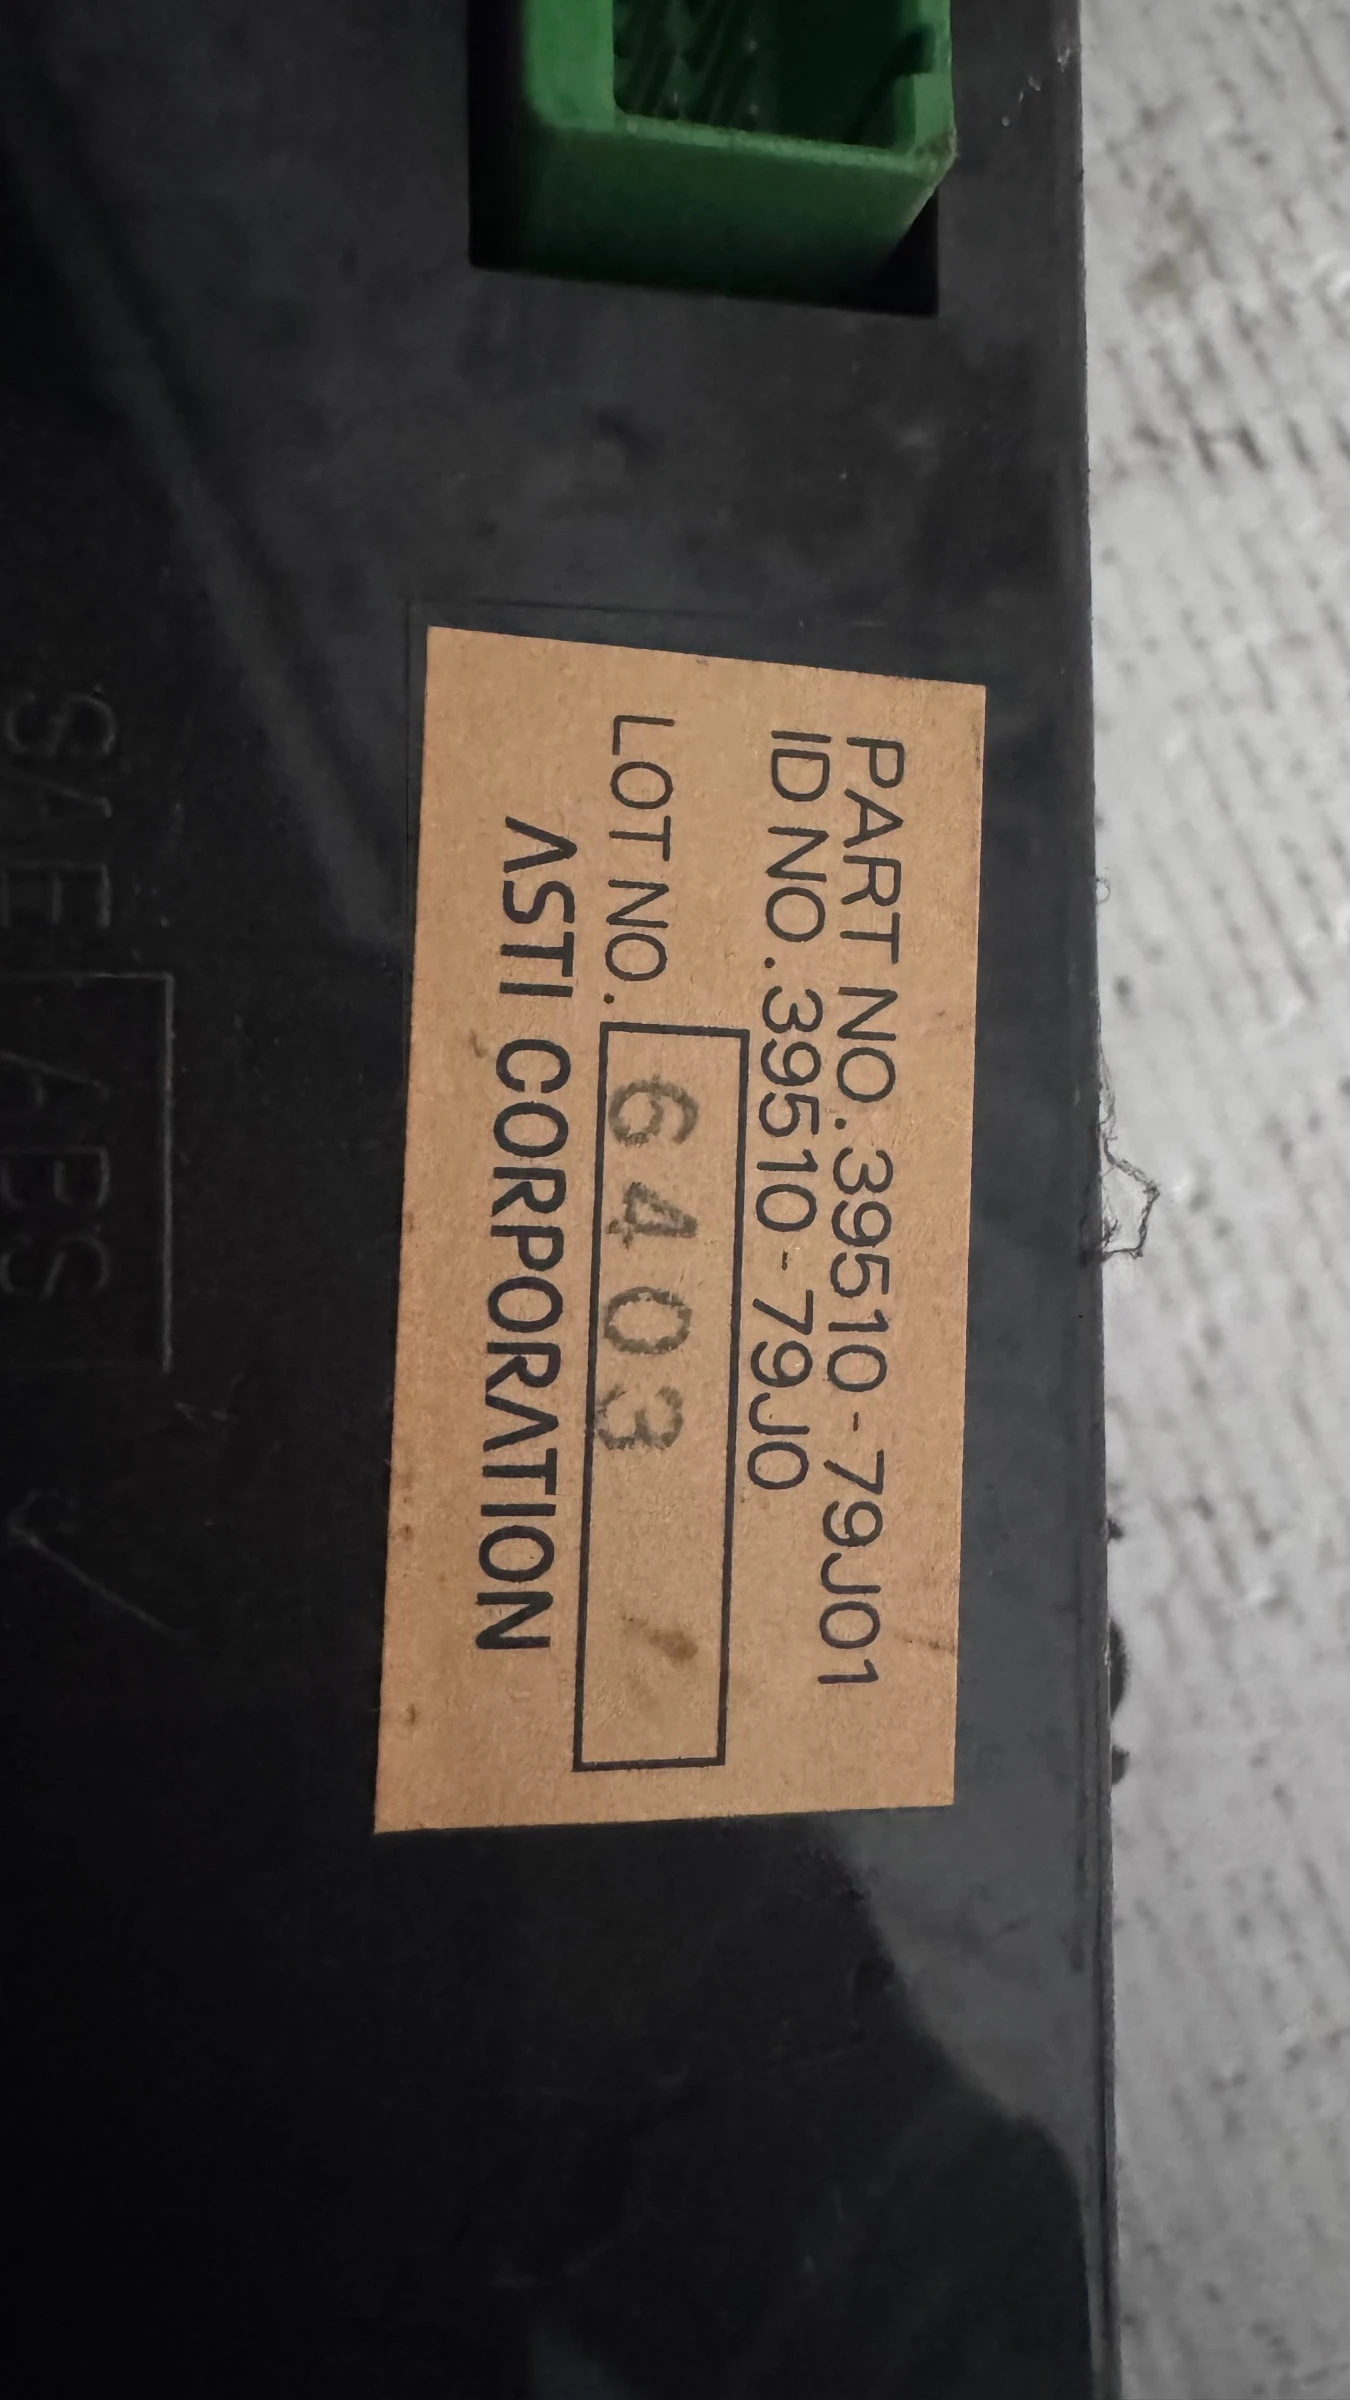 PART NO.39510-79J01
ID NO.39510-79J0
LOT NO. 6403
ASTI CORPORATION
SAE ABS